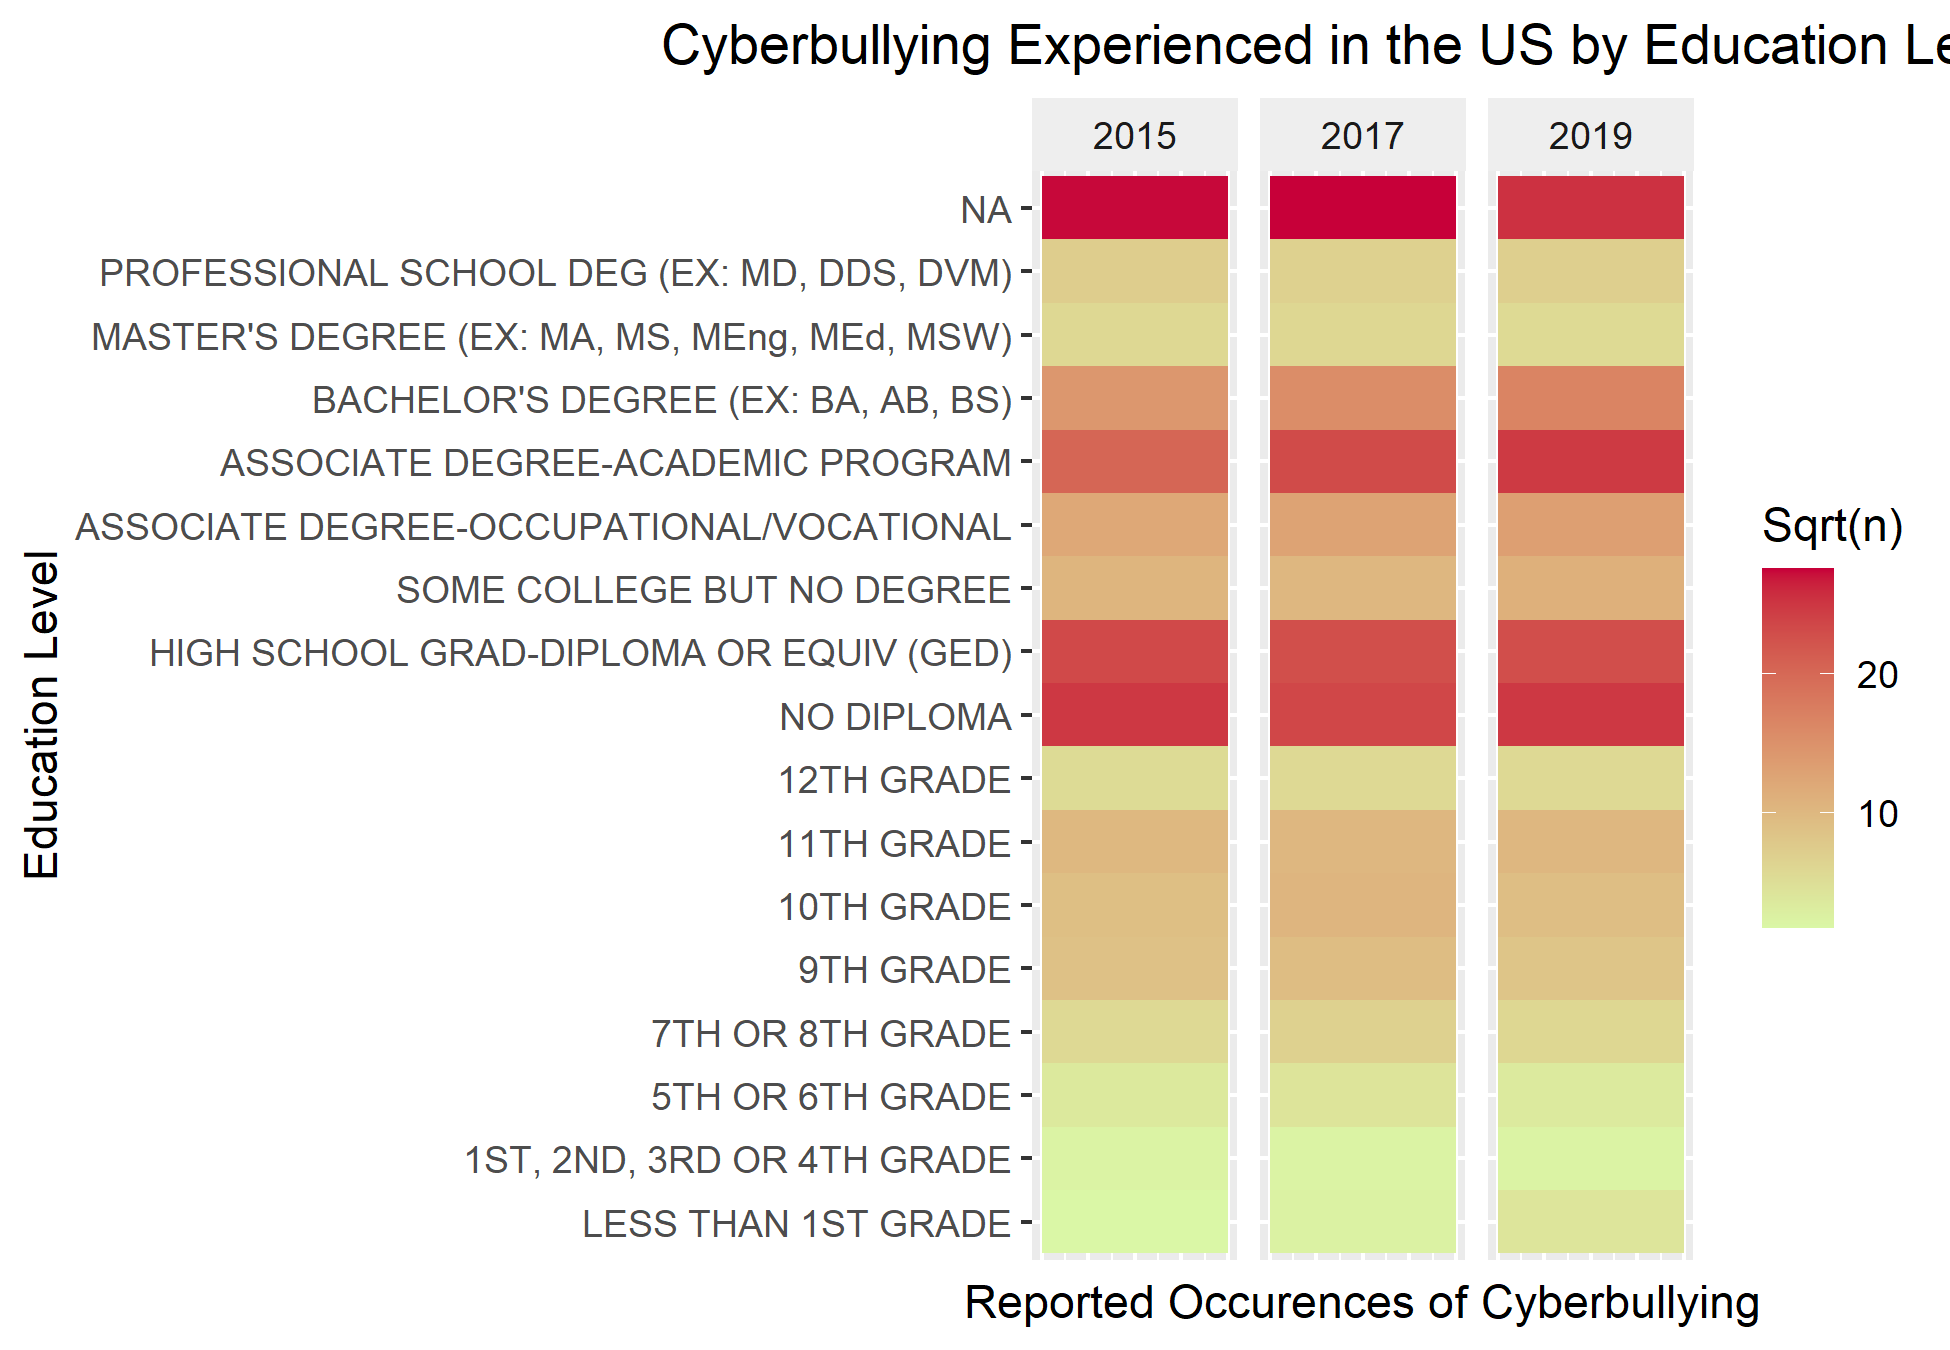 Cyberbullying Experienced in the US by Education Le
2015 2017 2019
NA
PROFESSIONAL SCHOOL DEG (EX: MD, DDS, DVM)
MASTER'S DEGREE (EX: MA, MS, MEng, MEd, MSW)
BACHELOR'S DEGREE (EX: BA, AB, BS)
ASSOCIATE DEGREE-ACADEMIC PROGRAM
ASSOCIATE DEGREE-OCCUPATIONAL/VOCATIONAL
SOME COLLEGE BUT NO DEGREE
HIGH SCHOOL GRAD-DIPLOMA OR EQUIV (GED)
NO DIPLOMA
12TH GRADE
11TH GRADE
10TH GRADE
9TH GRADE
7TH OR 8TH GRADE
5TH OR 6TH GRADE
1ST, 2ND, 3RD OR 4TH GRADE
LESS THAN 1ST GRADE
Education Level
Reported Occurences of Cyberbullying
Sqrt(n)
20
10